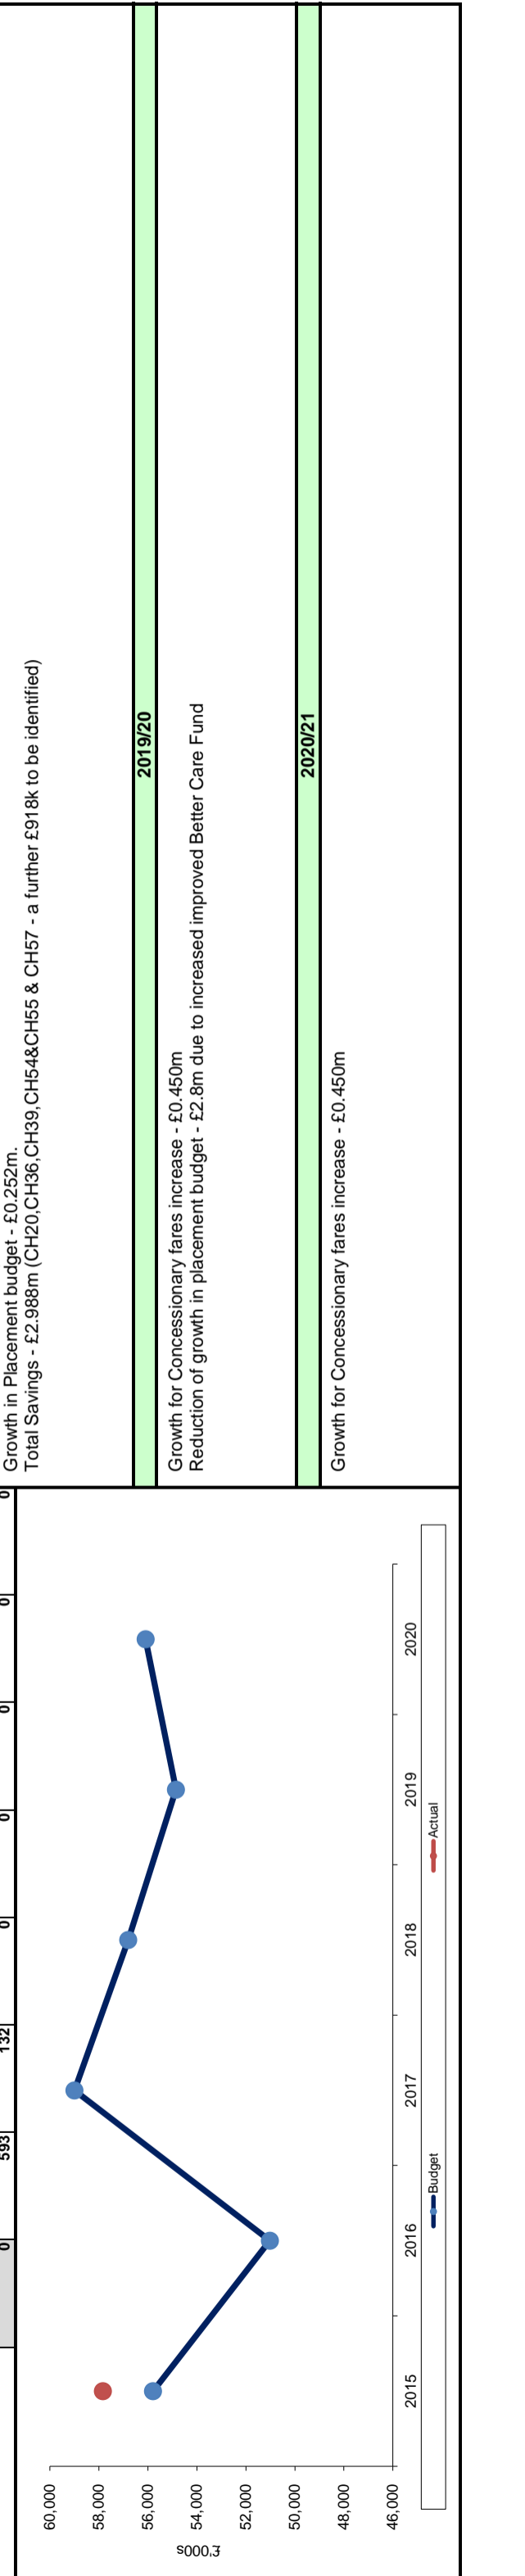 0 593 132 0 0 0 0
Growth in Placement budget - £0.252m.
Total Savings - £2.988m (CH20,CH36,CH39,CH54&CH55 & CH57 - a further £918k to be identified)
2019/20
Growth for Concessionary fares increase - £0.450m
Reduction of growth in placement budget - £2.8m due to increased improved Better Care Fund
2020/21
Growth for Concessionary fares increase - £0.450m
60,000
58,000
56,000
54,000
52,000
50,000
48,000
46,000
£'000s
2015 2016 2017 2018 2019 2020
Budget Actual